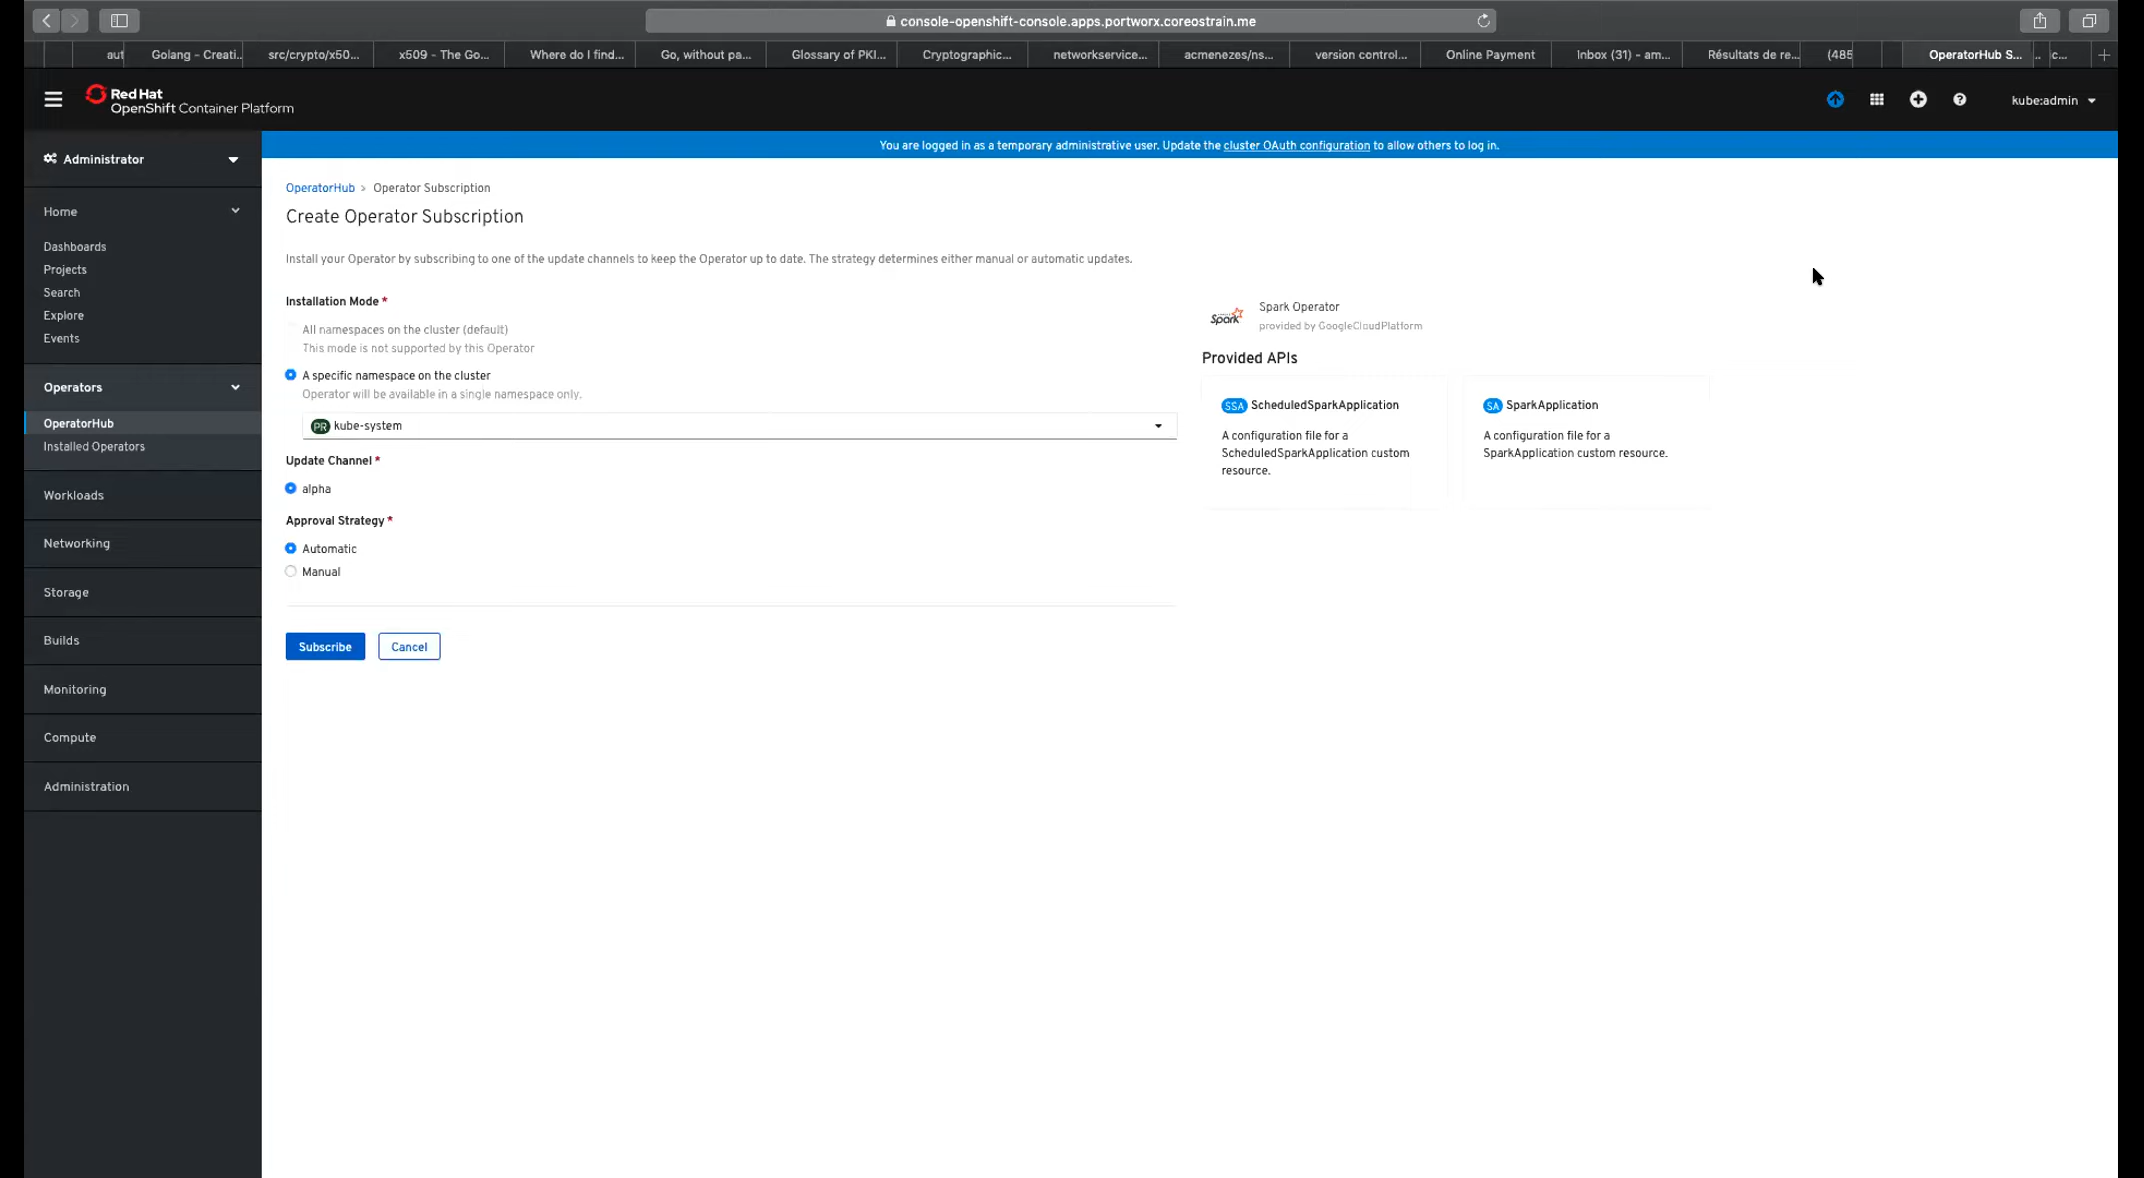 console-openshift-console.apps.portworx.coreostrain.me
aut
Golang - Creati...
src/crypto/x50...
x509 - The Go...
Where do I find...
Go, without pa...
Glossary of PKI...
Cryptographic...
networkservice...
acmenezes/ns...
version control...
Online Payment
Inbox (31) - am...
Résultats de re...
(485
OperatorHub S...
c...
Red Hat
OpenShift Container Platform
kube:admin
Administrator
You are logged in as a temporary administrative user. Update the cluster OAuth configuration to allow others to log in.
Home
Dashboards
Projects
Search
Explore
Events
Operators
OperatorHub
Installed Operators
Workloads
Networking
Storage
Builds
Monitoring
Compute
Administration
OperatorHub > Operator Subscription
Create Operator Subscription
Install your Operator by subscribing to one of the update channels to keep the Operator up to date. The strategy determines either manual or automatic updates.
Installation Mode *
All namespaces on the cluster (default)
This mode is not supported by this Operator
A specific namespace on the cluster
Operator will be available in a single namespace only.
PR kube-system
Update Channel *
alpha
Approval Strategy *
Automatic
Manual
Subscribe
Cancel
Spark
Spark Operator
provided by GoogleCloudPlatform
Provided APIs
SSA ScheduledSparkApplication
A configuration file for a
ScheduledSparkApplication custom
resource.
SA SparkApplication
A configuration file for a
SparkApplication custom resource.